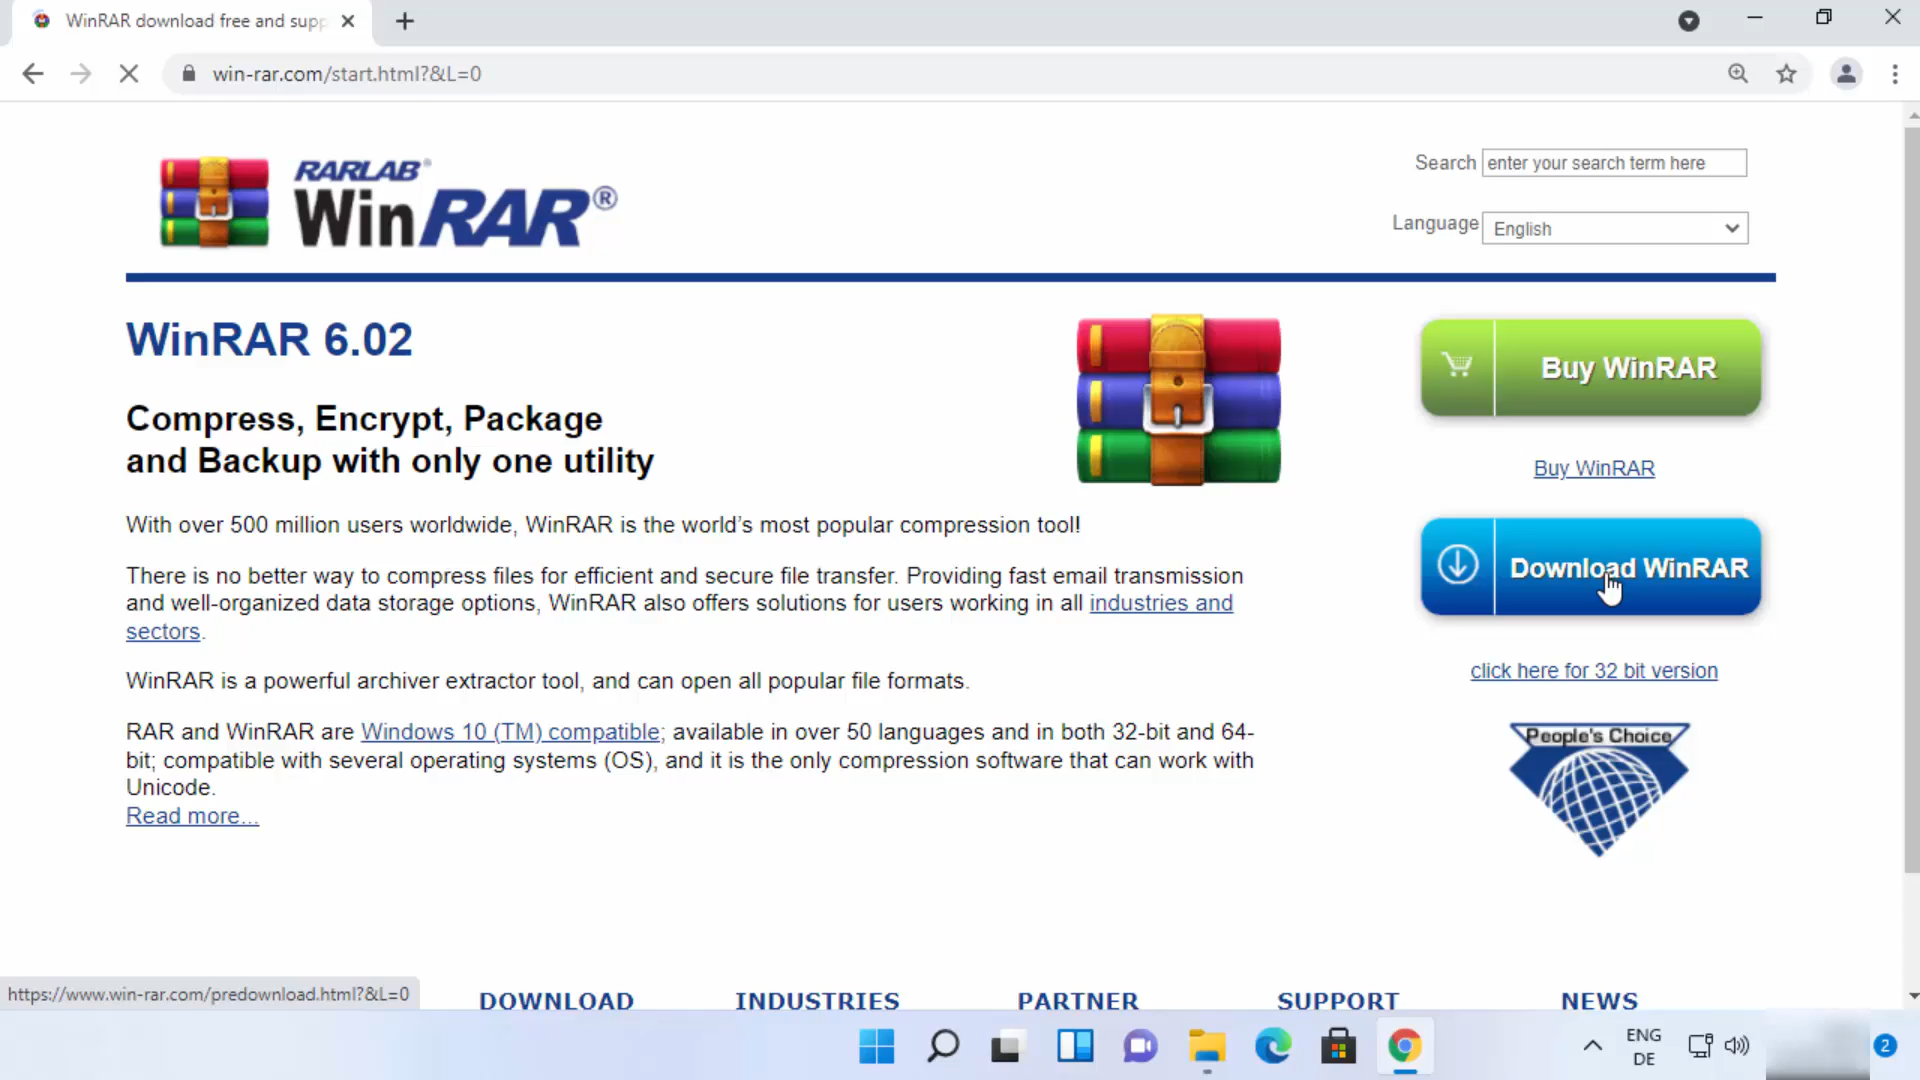 WinRAR download free and supp
win-rar.com/start.html?&L=0
RARLAB®
WinRAR®
Search enter your search term here
Language English
WinRAR 6.02
Compress, Encrypt, Package
and Backup with only one utility
With over 500 million users worldwide, WinRAR is the world’s most popular compression tool!
There is no better way to compress files for efficient and secure file transfer. Providing fast email transmission
and well-organized data storage options, WinRAR also offers solutions for users working in all industries and
sectors.
WinRAR is a powerful archiver extractor tool, and can open all popular file formats.
RAR and WinRAR are Windows 10 (TM) compatible; available in over 50 languages and in both 32-bit and 64-
bit; compatible with several operating systems (OS), and it is the only compression software that can work with
Unicode.
Read more...
Buy WinRAR
Buy WinRAR
Download WinRAR
click here for 32 bit version
People's Choice
https://www.win-rar.com/predownload.html?&L=0
DOWNLOAD INDUSTRIES PARTNER SUPPORT NEWS
ENG
DE
2